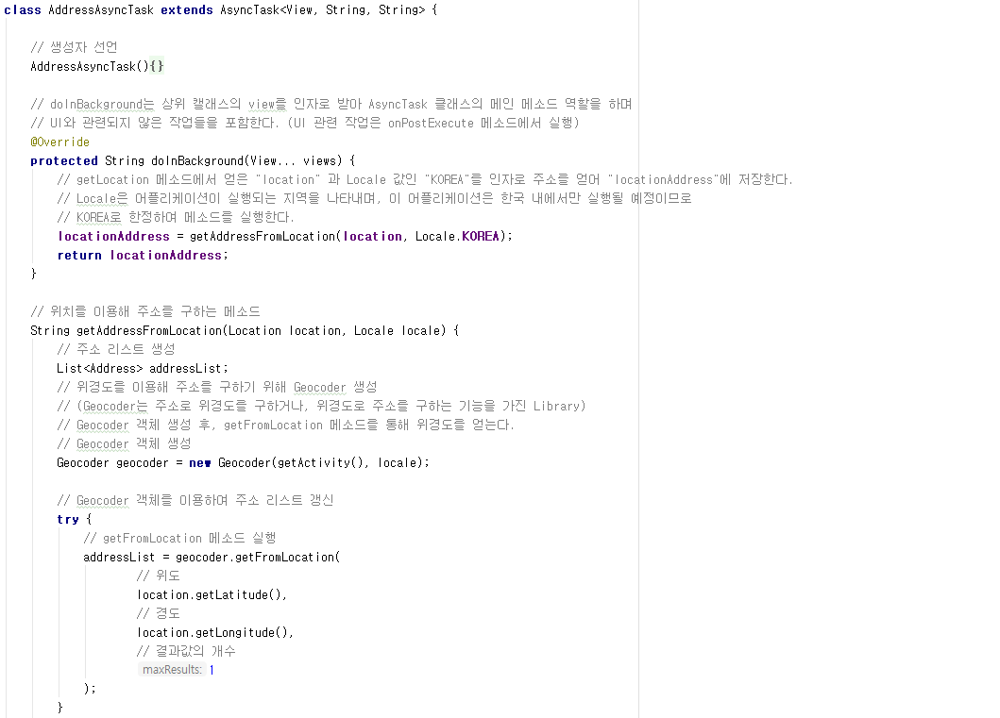 class AddressAsyncTask extends AsyncTask<View, String, String> {
// 생성자 선언
AddressAsyncTask(){}
// doInBackground는 상위 캘래스의 view를 인자로 받아 AsyncTask 클래스의 메인 메소드 역할을 하며
// UI와 관련되지 않은 작업들을 포함한다. (UI 관련 작업은 onPostExecute 메소드에서 실행)
@Override
protected String doInBackground(View... views) {
// getLocation 메소드에서 얻은 "location" 과 Locale 값인 "KOREA"를 인자로 주소를 얻어 "locationAddress"에 저장한다.
// Locale은 어플리케이션이 실행되는 지역을 나타내며, 이 어플리케이션은 한국 내에서만 실행될 예정이므로
// KOREA로 한정하여 메소드를 실행한다.
locationAddress = getAddressFromLocation(location, Locale.KOREA);
return locationAddress;
}
// 위치를 이용해 주소를 구하는 메소드
String getAddressFromLocation(Location location, Locale locale) {
// 주소 리스트 생성
List<Address> addressList;
// 위경도를 이용해 주소를 구하기 위해 Geocoder 생성
// (Geocoder는 주소로 위경도를 구하거나, 위경도로 주소를 구하는 기능을 가진 Library)
// Geocoder 객체 생성 후, getFromLocation 메소드를 통해 위경도를 얻는다.
// Geocoder 객체 생성
Geocoder geocoder = new Geocoder(getActivity(), locale);
// Geocoder 객체를 이용하여 주소 리스트 갱신
try {
// getFromLocation 메소드 실행
addressList = geocoder.getFromLocation(
// 위도
location.getLatitude(),
// 경도
location.getLongitude(),
// 결과값의 개수
maxResults: 1
);
}